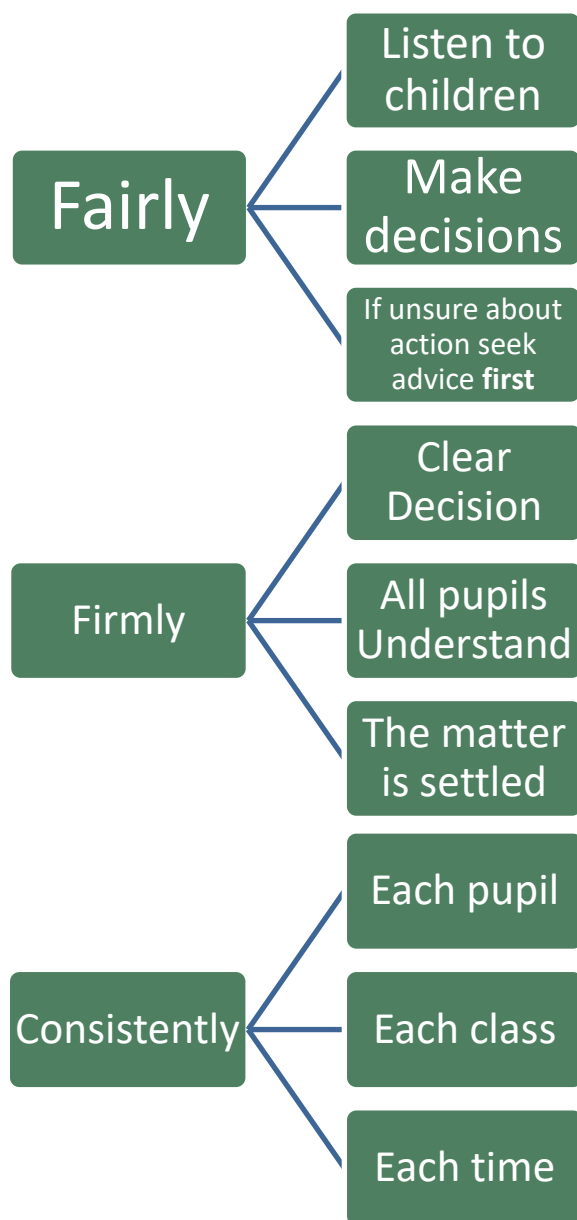 Fairly
Listen to
children
Make
decisions
If unsure about
action seek
advice first
Firmly
Clear
Decision
All pupils
Understand
The matter
is settled
Consistently
Each pupil
Each class
Each time